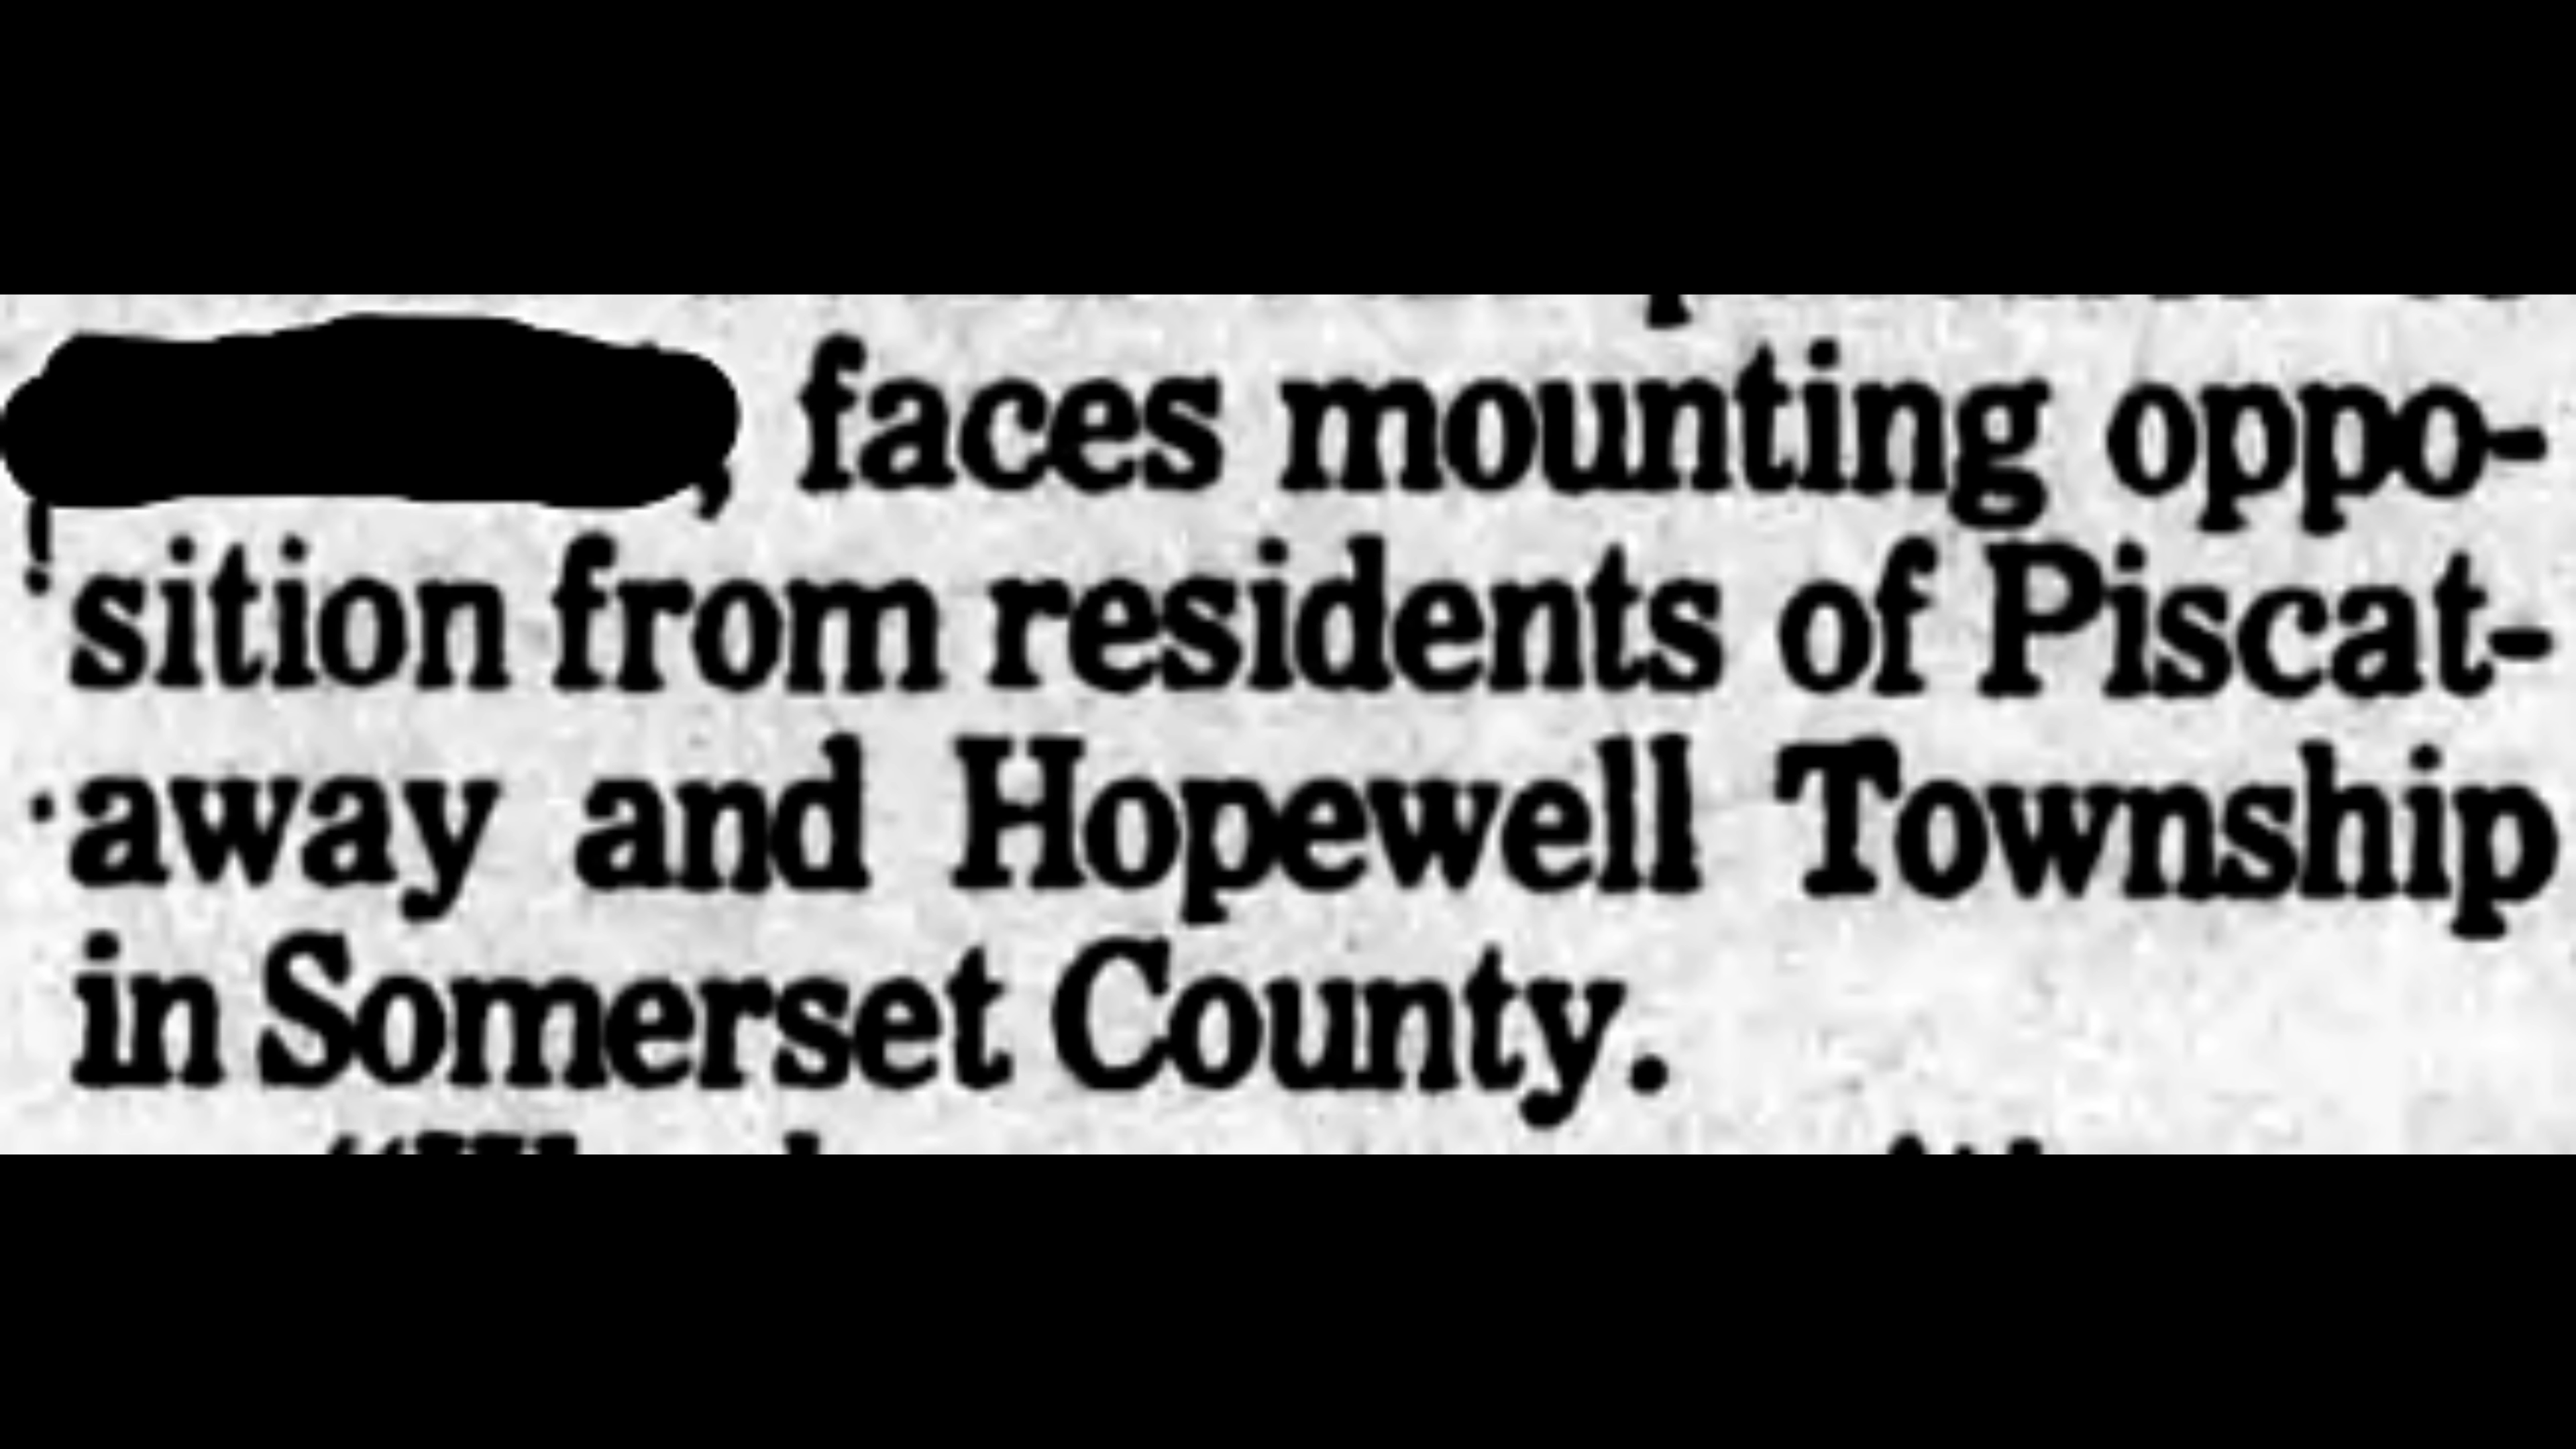 faces mounting oppo-
sition from residents of Piscat-
away and Hopewell Township
in Somerset County.